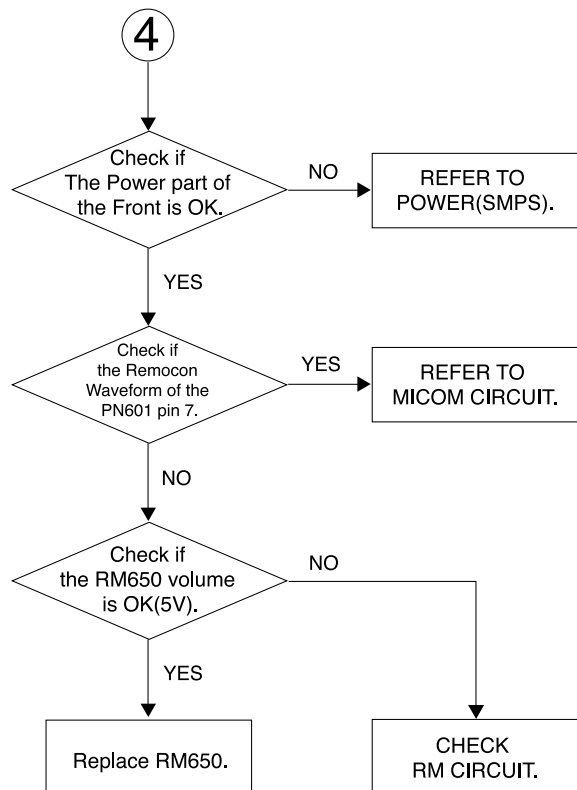 4
Check if
The Power part of
the Front is OK.
NO
REFER TO
POWER(SMPS).
YES
Check if
the Remocon
Waveform of the
PN601 pin 7.
YES
REFER TO
MICOM CIRCUIT.
NO
Check if
the RM650 volume
is OK(5V).
NO
YES
Replace RM650.
CHECK
RM CIRCUIT.